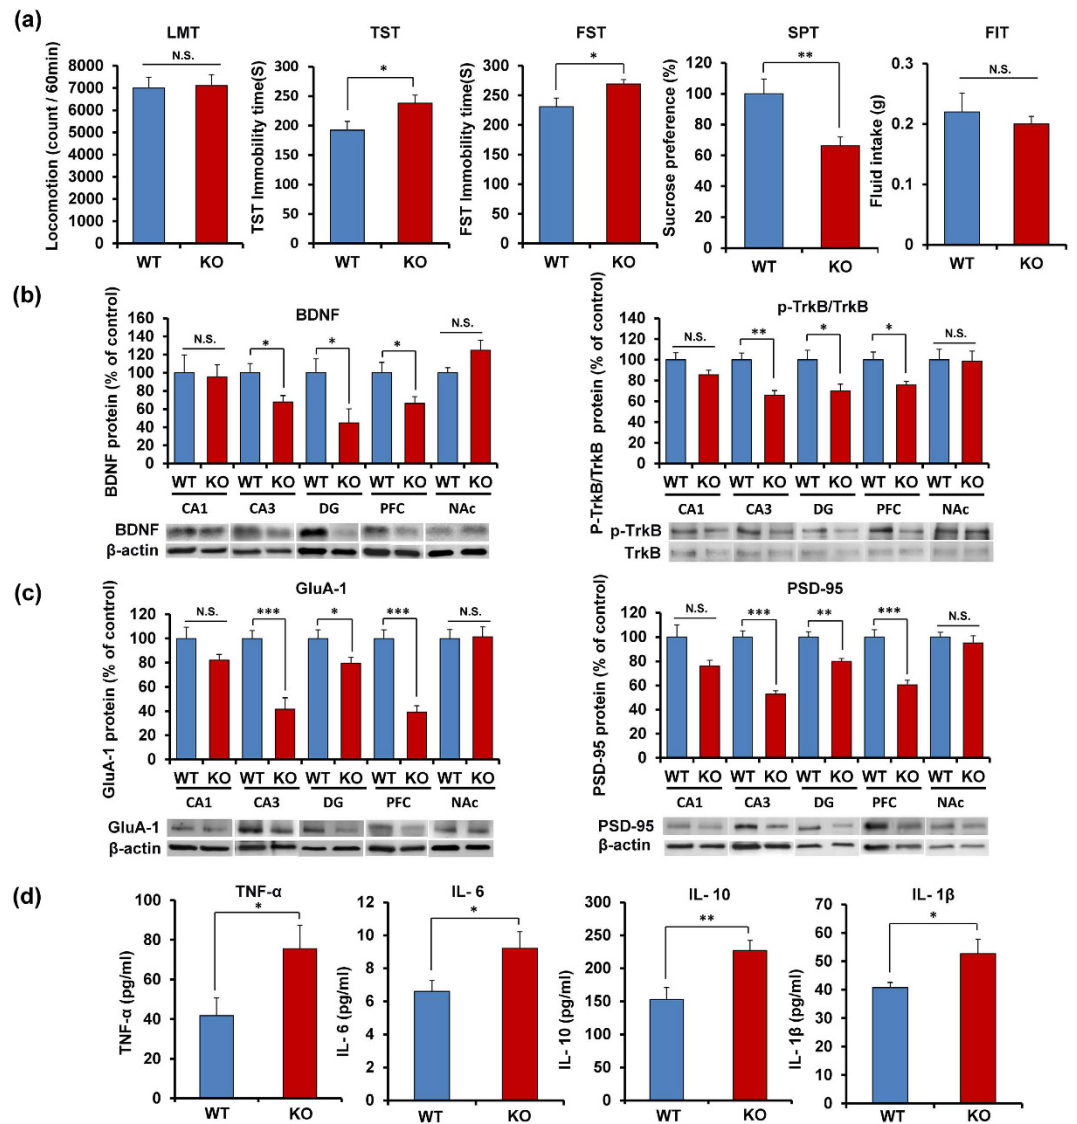 (a)
LMT
TST
FST
SPT
FIT
Locomotion (count / 60min)
8000
7000
6000
5000
4000
3000
2000
1000
0
N.S.
WT KO
TST Immobility time(S)
300
250
200
150
100
50
0
*
WT KO
FST Immobility time(S)
300
250
200
150
100
50
0
*
WT KO
Sucrose preference (%)
120
100
80
60
40
20
0
**
WT KO
Fluid intake (g)
0.3
0.2
0.1
0
N.S.
WT KO
(b)
BDNF
BDNF protein (% of control)
160
140
120
100
80
60
40
20
0
N.S. * * * N.S.
WT KO WT KO WT KO WT KO WT KO
CA1 CA3 DG PFC NAc
BDNF
β-actin
p-TrkB/TrkB
P-TrkB/TrkB protein (% of control)
140
120
100
80
60
40
20
0
N.S. ** * * N.S.
WT KO WT KO WT KO WT KO WT KO
CA1 CA3 DG PFC NAc
p-TrkB
TrkB
(c)
GluA-1
GluA-1 protein (% of control)
120
100
80
60
40
20
0
N.S. *** * *** N.S.
WT KO WT KO WT KO WT KO WT KO
CA1 CA3 DG PFC NAc
GluA-1
β-actin
PSD-95
PSD-95 protein (% of control)
120
100
80
60
40
20
0
N.S. *** ** *** N.S.
WT KO WT KO WT KO WT KO WT KO
CA1 CA3 DG PFC NAc
PSD-95
β-actin
(d)
TNF-α
TNF-α (pg/ml)
100
80
60
40
20
0
*
WT KO
IL- 6
IL- 6 (pg/ml)
12
10
8
6
4
2
0
*
WT KO
IL- 10
IL- 10 (pg/ml)
300
250
200
150
100
50
0
**
WT KO
IL- 1β
IL- 1β (pg/ml)
70
60
50
40
30
20
10
0
*
WT KO